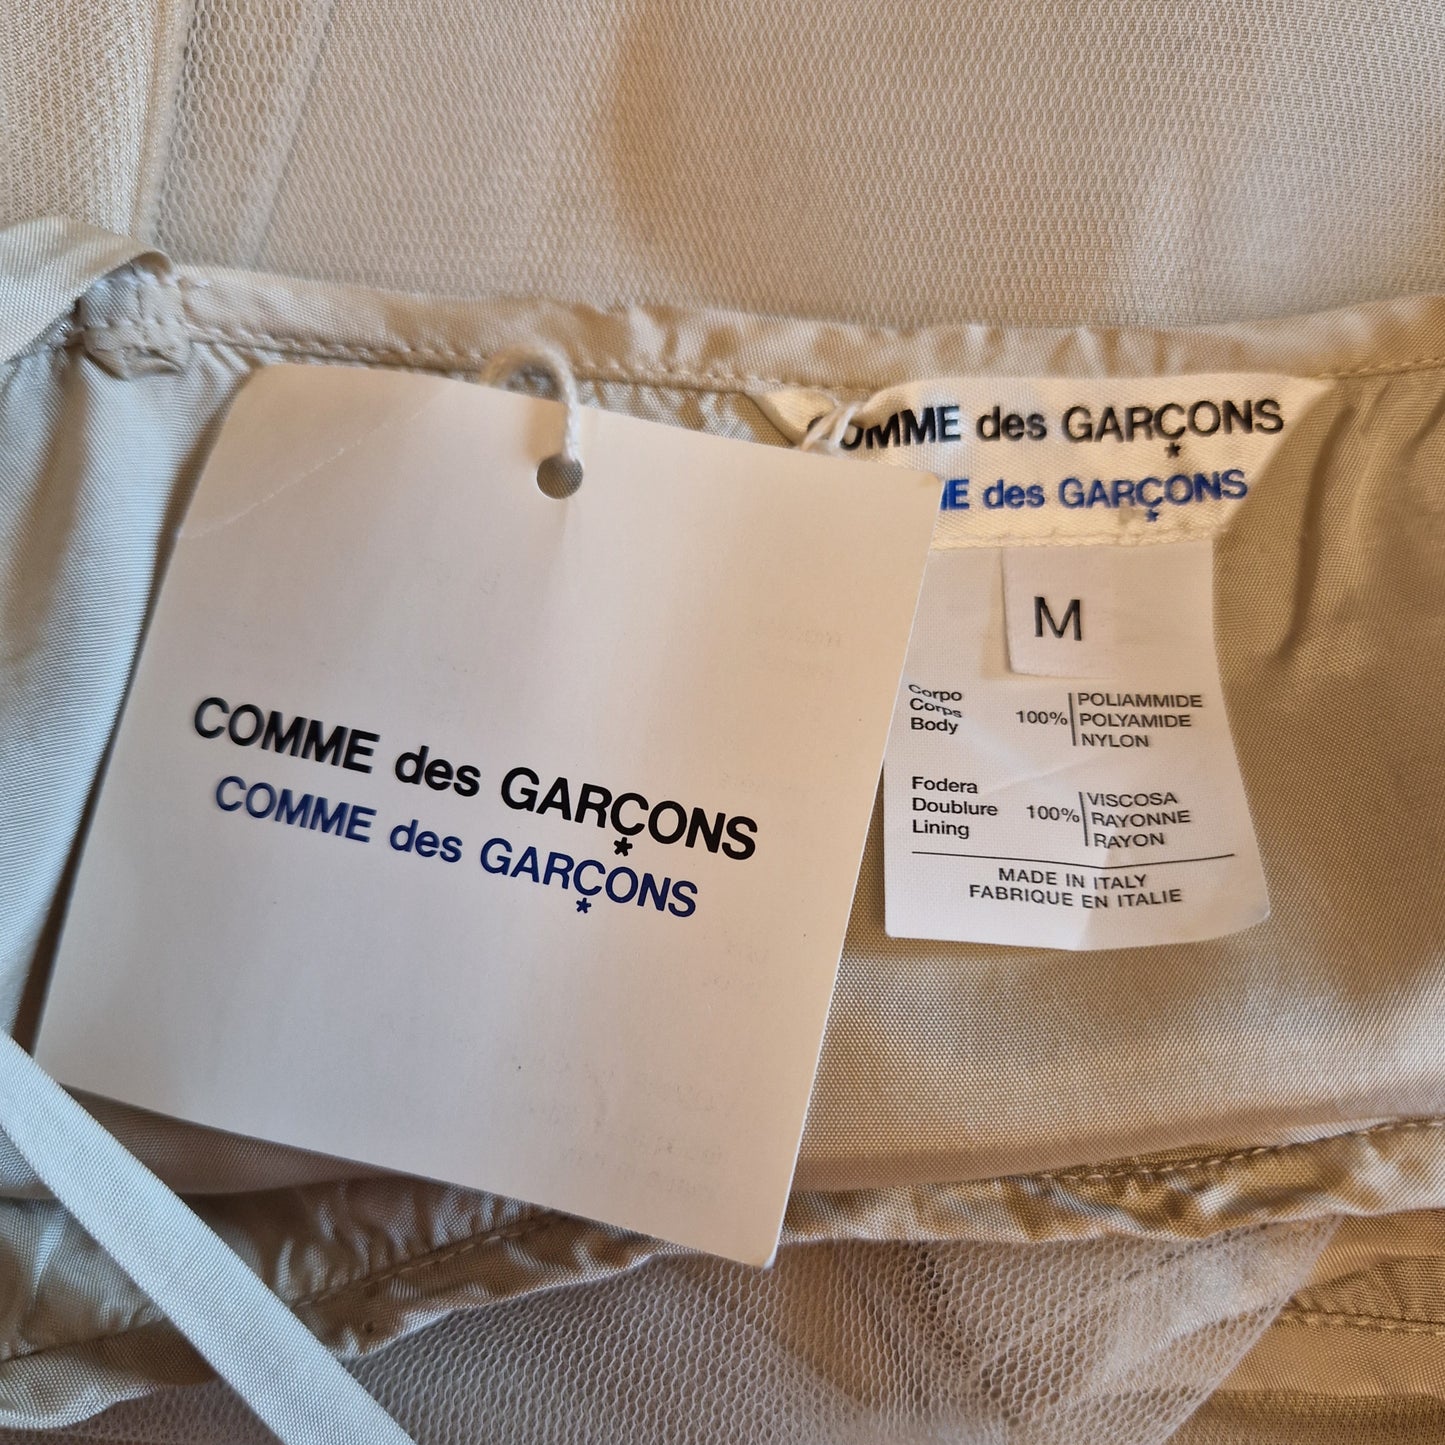 COMME des GARÇONS
COMME des GARÇONS
COMME des GARÇONS
ME des GARÇONS
M
Corpo
Corps
Body
100%
POLIAMMIDE
POLYAMIDE
NYLON
Fodera
Doublure
Lining
100%
VISCOSA
RAYONNE
RAYON
MADE IN ITALY
FABRIQUE EN ITALIE